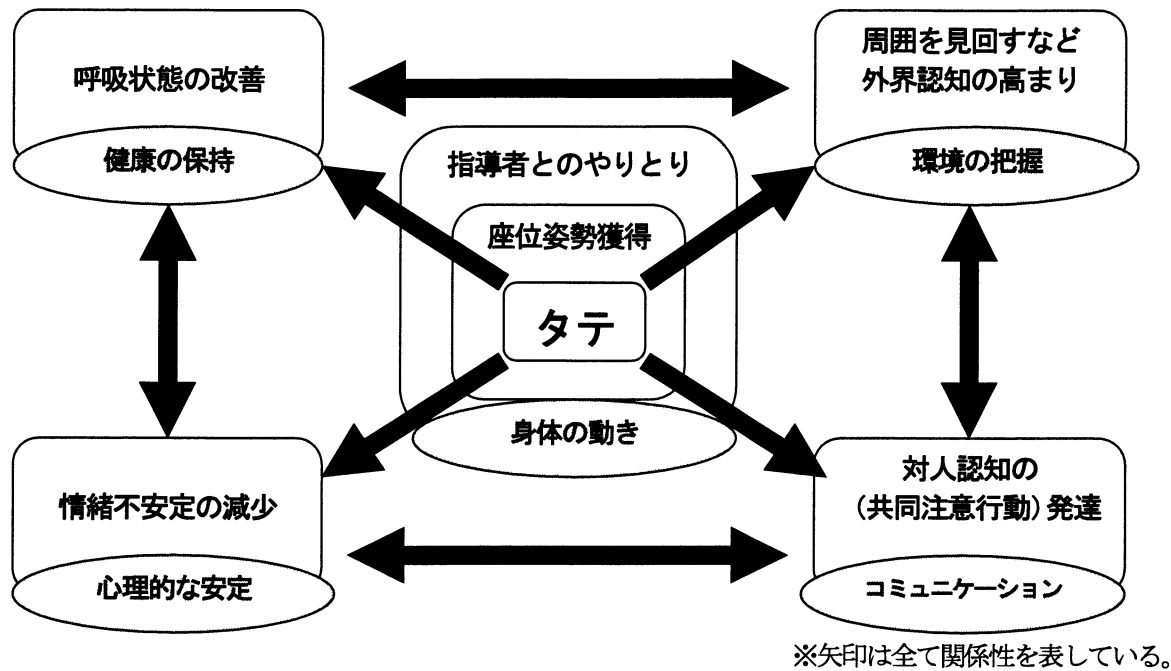 呼吸状態の改善
健康の保持
周囲を見回すなど
外界認知の高まり
環境の把握
指導者とのやりとり
座位姿勢獲得
タテ
身体の動き
情緒不安定の減少
心理的な安定
対人認知の
（共同注意行動）発達
コミュニケーション
※矢印は全て関係性を表している。